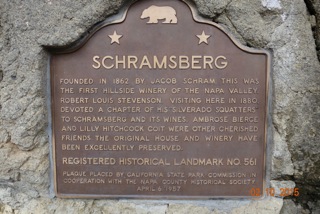 SCHRAMSBERG
FOUNDED IN 1862 BY JACOB SCHRAM. THIS WAS
THE FIRST HILLSIDE WINERY OF THE NAPA VALLEY.
ROBERT LOUIS STEVENSON, VISITING HERE IN 1880,
DEVOTED A CHAPTER OF HIS SILVERADO SQUATTERS
TO SCHRAMSBERG AND ITS WINES. AMBROSE BIERCE
AND LILLY HITCHCOCK COIT WERE OTHER CHERISHED
FRIENDS. THE ORIGINAL HOUSE AND WINERY HAVE
BEEN EXCELLENTLY PRESERVED.
REGISTERED HISTORICAL LANDMARK NO. 561
PLAQUE PLACED BY CALIFORNIA STATE PARK COMMISSION IN
COOPERATION WITH THE NAPA COUNTY HISTORICAL SOCIETY.
APRIL 6, 1957